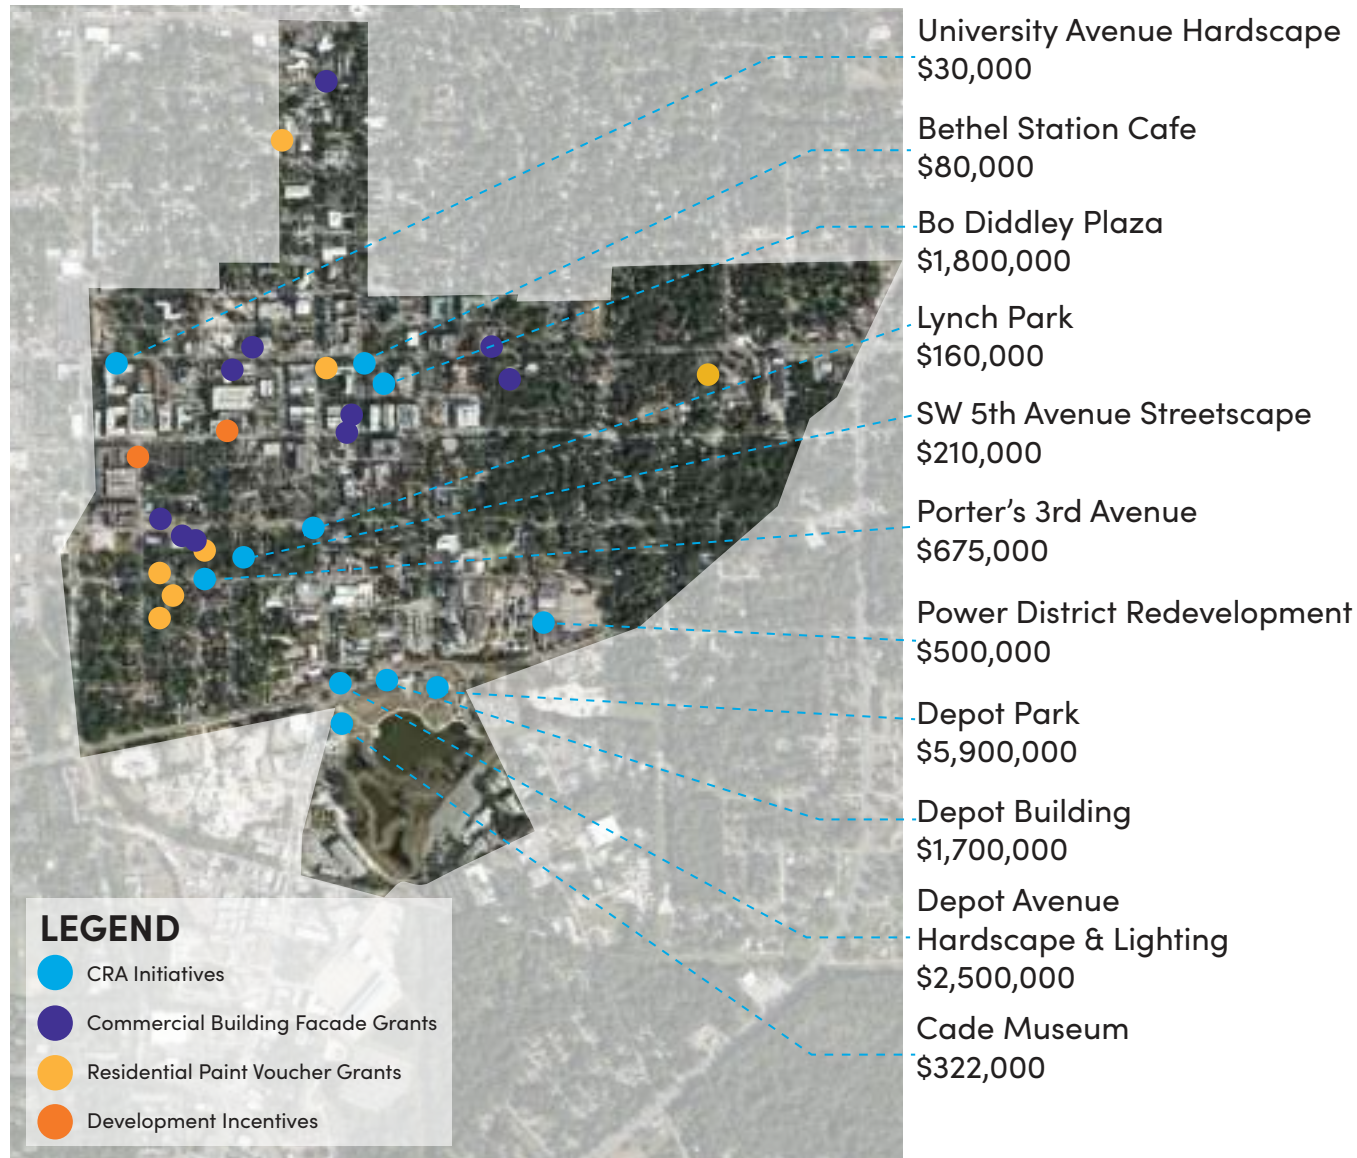 University Avenue Hardscape
$30,000
Bethel Station Cafe
$80,000
Bo Diddley Plaza
$1,800,000
Lynch Park
$160,000
SW 5th Avenue Streetscape
$210,000
Porter’s 3rd Avenue
$675,000
Power District Redevelopment
$500,000
Depot Park
$5,900,000
Depot Building
$1,700,000
Depot Avenue
Hardscape & Lighting
$2,500,000
Cade Museum
$322,000
LEGEND
CRA Initiatives
Commercial Building Facade Grants
Residential Paint Voucher Grants
Development Incentives